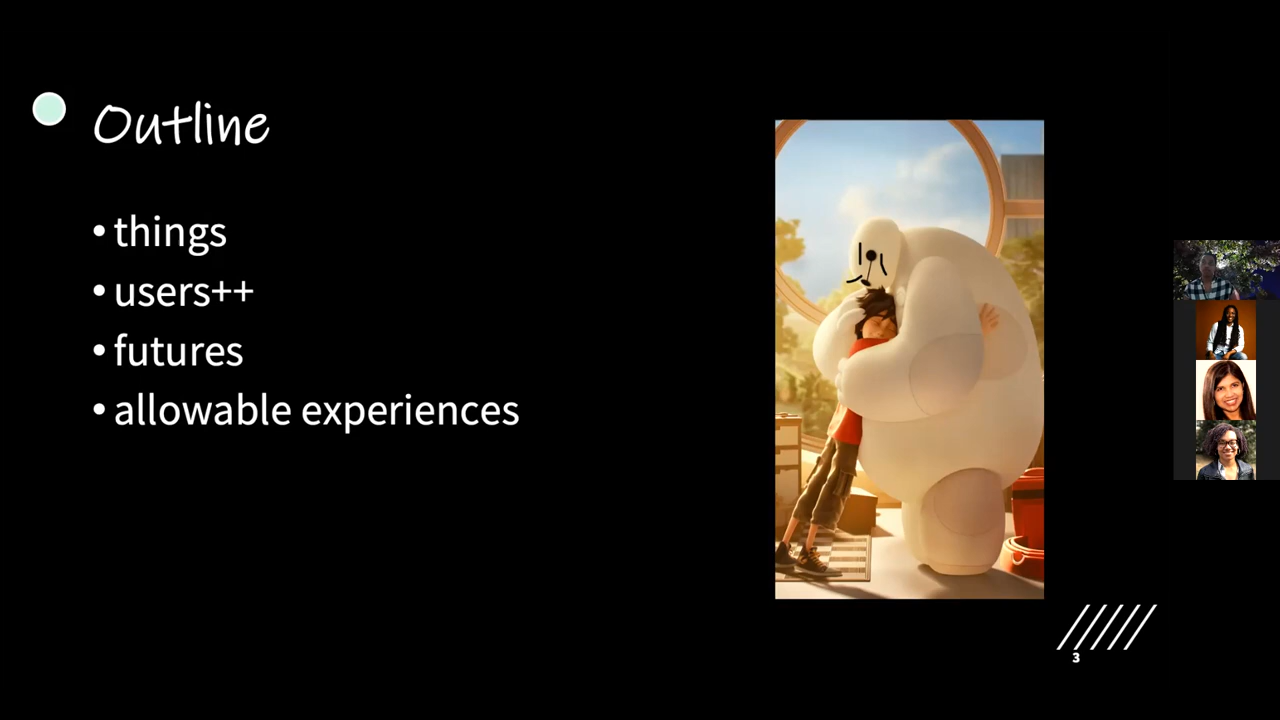 Outline
• things
• users++
• futures
• allowable experiences
3